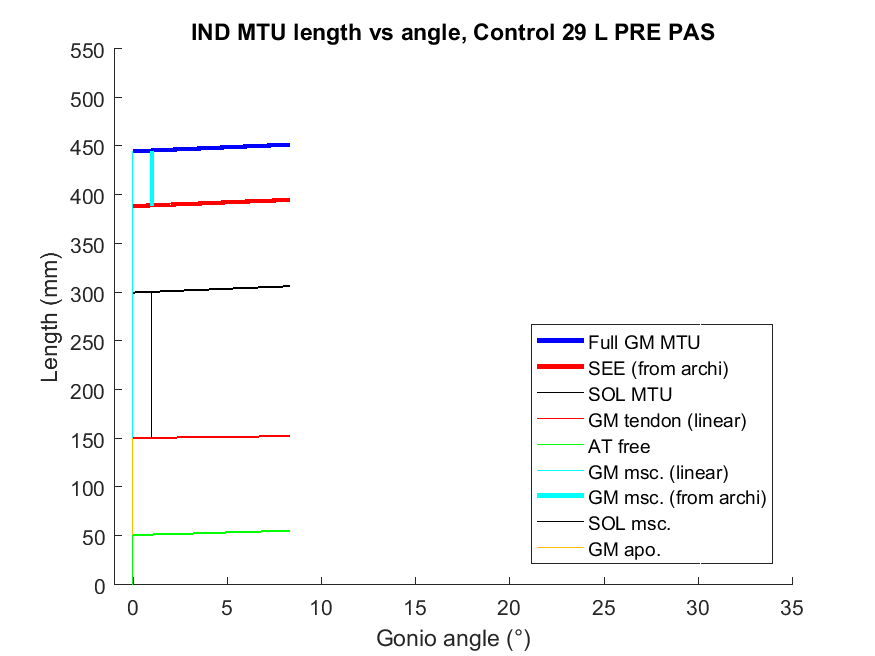 IND MTU length vs angle, Control 29 L PRE PAS
550
500
450
400
350
300
250
200
150
100
50
0
Length (mm)
Full GM MTU
SEE (from archi)
SOL MTU
GM tendon (linear)
AT free
GM msc. (linear)
GM msc. (from archi)
SOL msc.
GM apo.
0 5 10 15 20 25 30 35
Gonio angle (°)